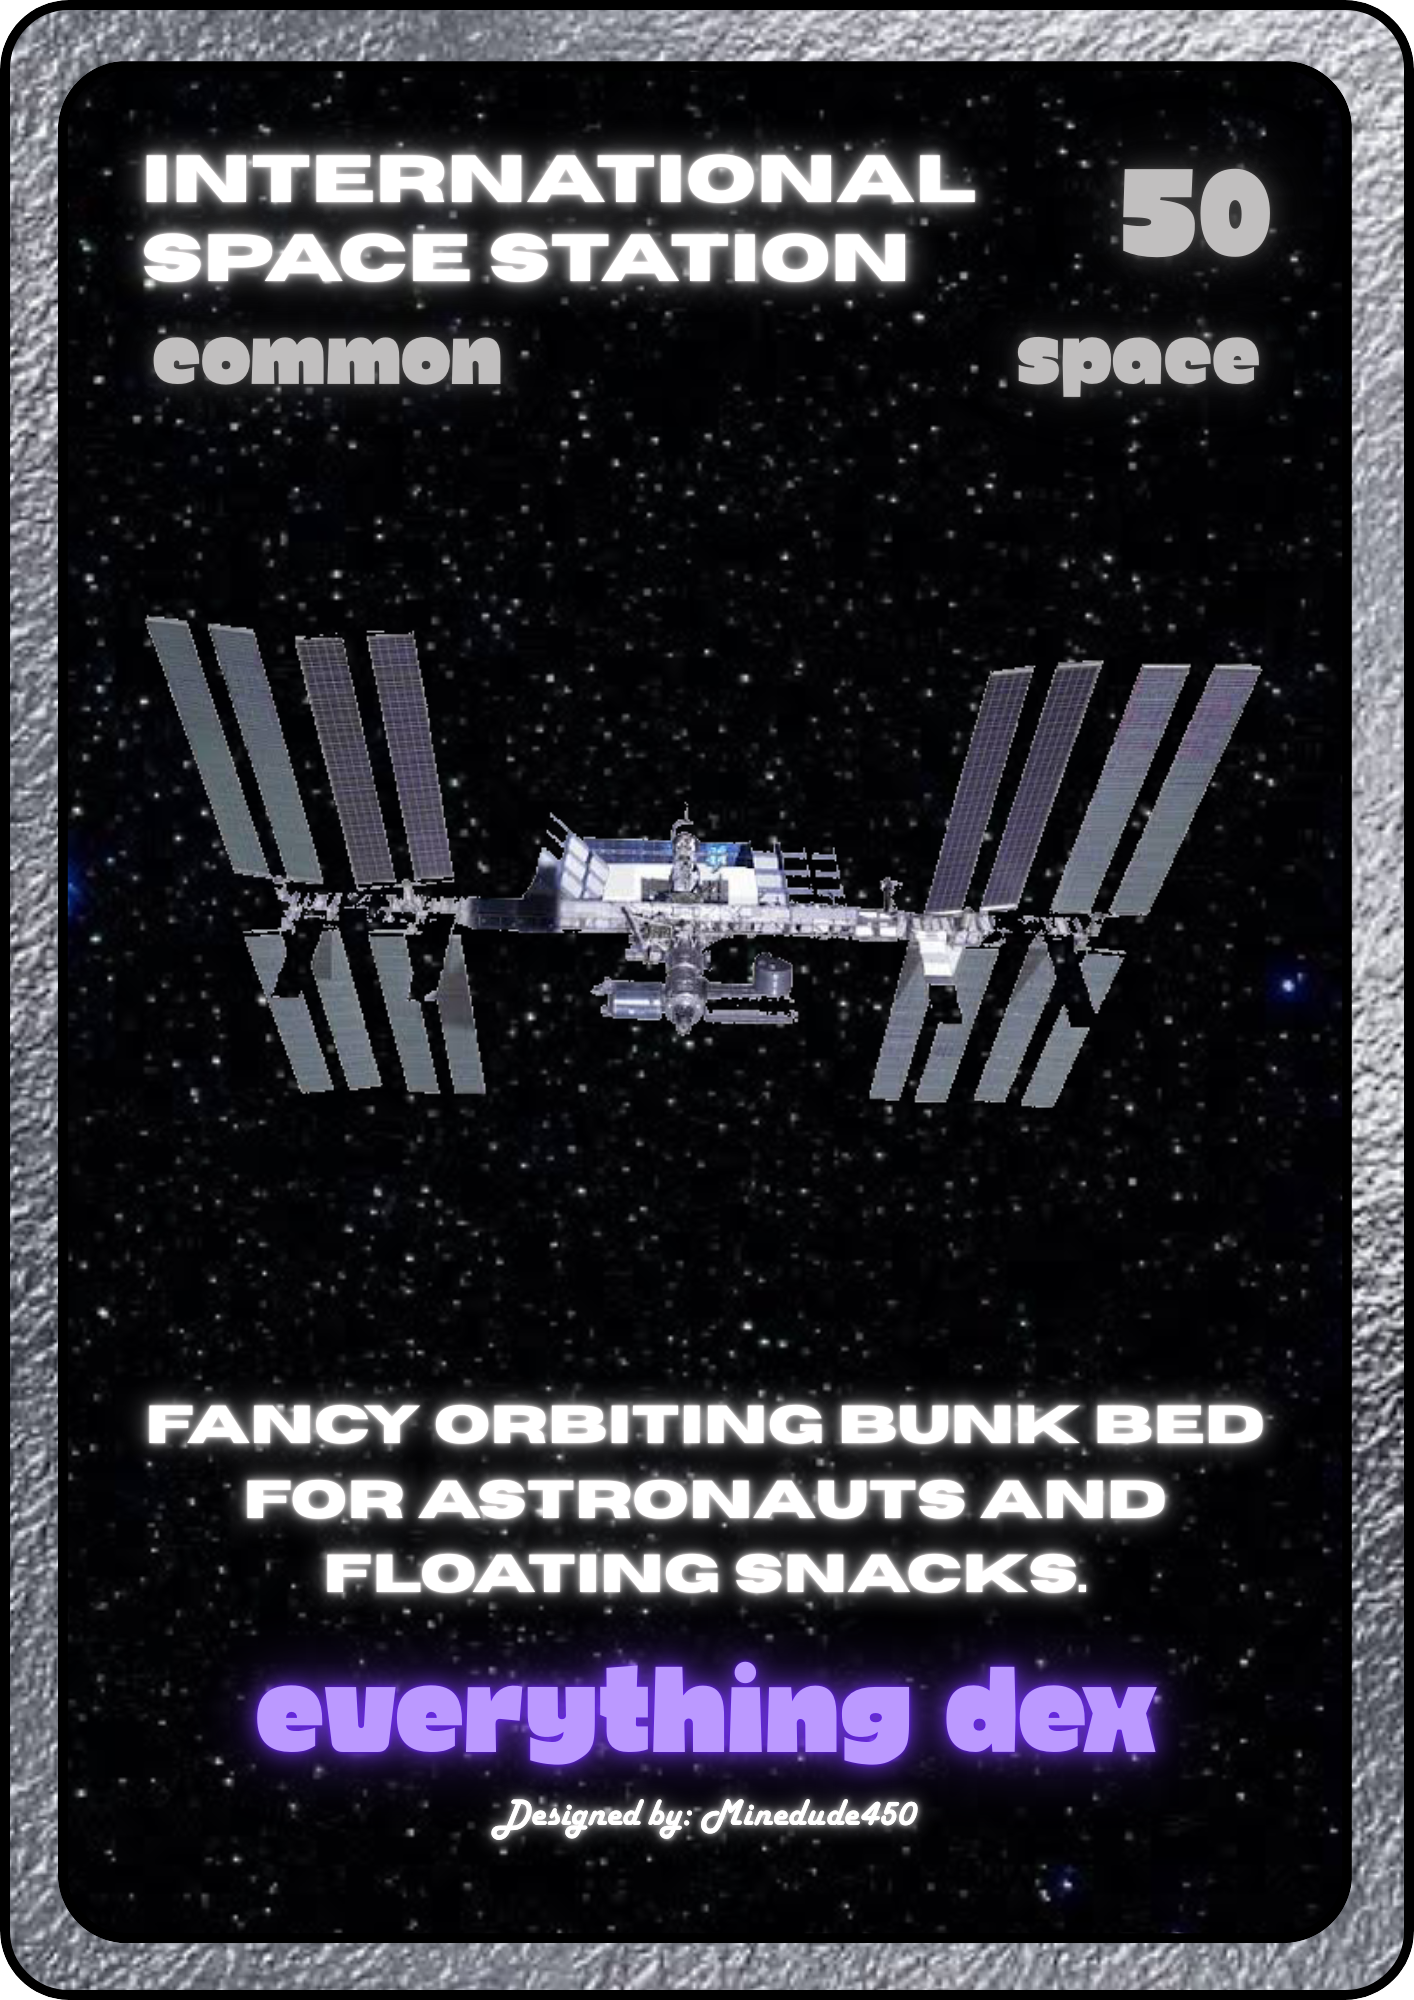 INTERNATIONAL
SPACE STATION
50
common
space
FANCY ORBITING BUNK BED
FOR ASTRONAUTS AND
FLOATING SNACKS.
everything dex
Designed by: Minedude450